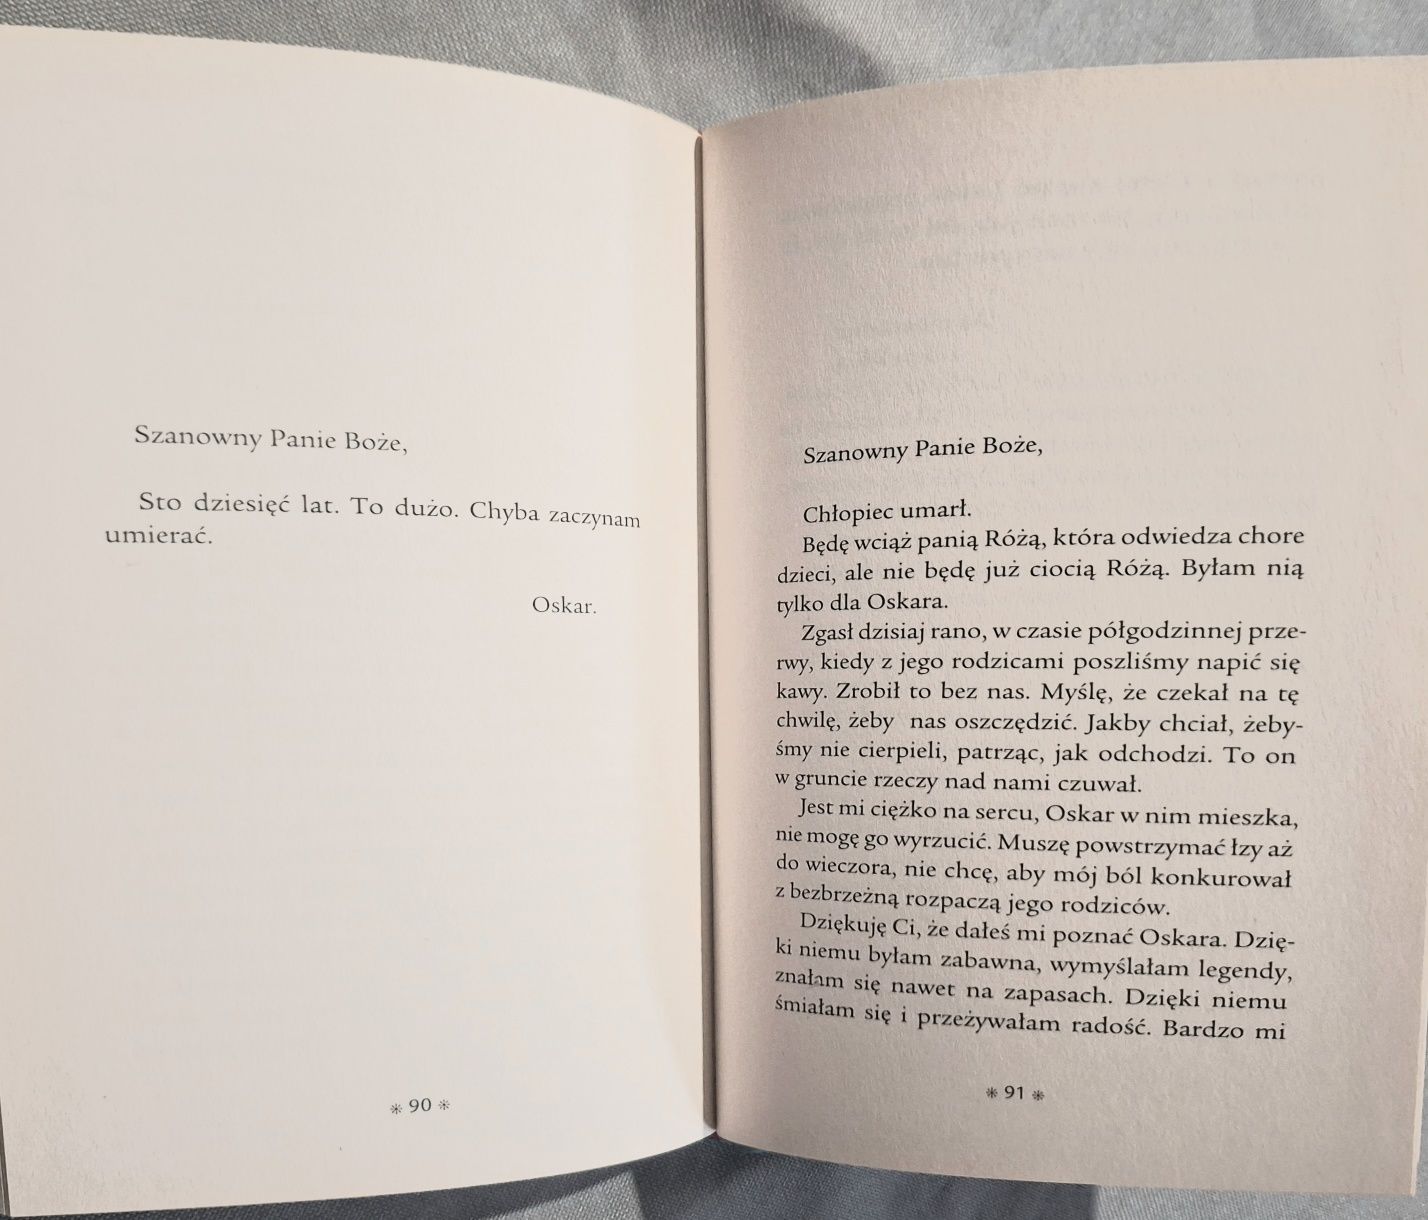 Szanowny Panie Boże,
Sto dziesięć lat. To dużo. Chyba zaczynam
umierać.
Oskar.
* 90 *
Szanowny Panie Boże,
Chłopiec umarł.
Będę wciąż panią Różą, która odwiedza chore
dzieci, ale nie będę już ciocią Różą. Byłam nią
tylko dla Oskara.
Zgasł dzisiaj rano, w czasie półgodzinnej prze-
rwy, kiedy z jego rodzicami poszliśmy napić się
kawy. Zrobił to bez nas. Myślę, że czekał na tę
chwilę, żeby nas oszczędzić. Jakby chciał, żeby-
śmy nie cierpieli, patrząc, jak odchodzi. To on
w gruncie rzeczy nad nami czuwał.
Jest mi ciężko na sercu, Oskar w nim mieszka,
nie mogę go wyrzucić. Muszę powstrzymać łzy aż
do wieczora, nie chcę, aby mój ból konkurował
z bezbrzeżną rozpaczą jego rodziców.
Dziękuję Ci, że dałeś mi poznać Oskara. Dzię-
ki niemu byłam zabawna, wymyślałam legendy,
znałam się nawet na zapasach. Dzięki niemu
śmiałam się i przeżywałam radość. Bardzo mi
* 91 *